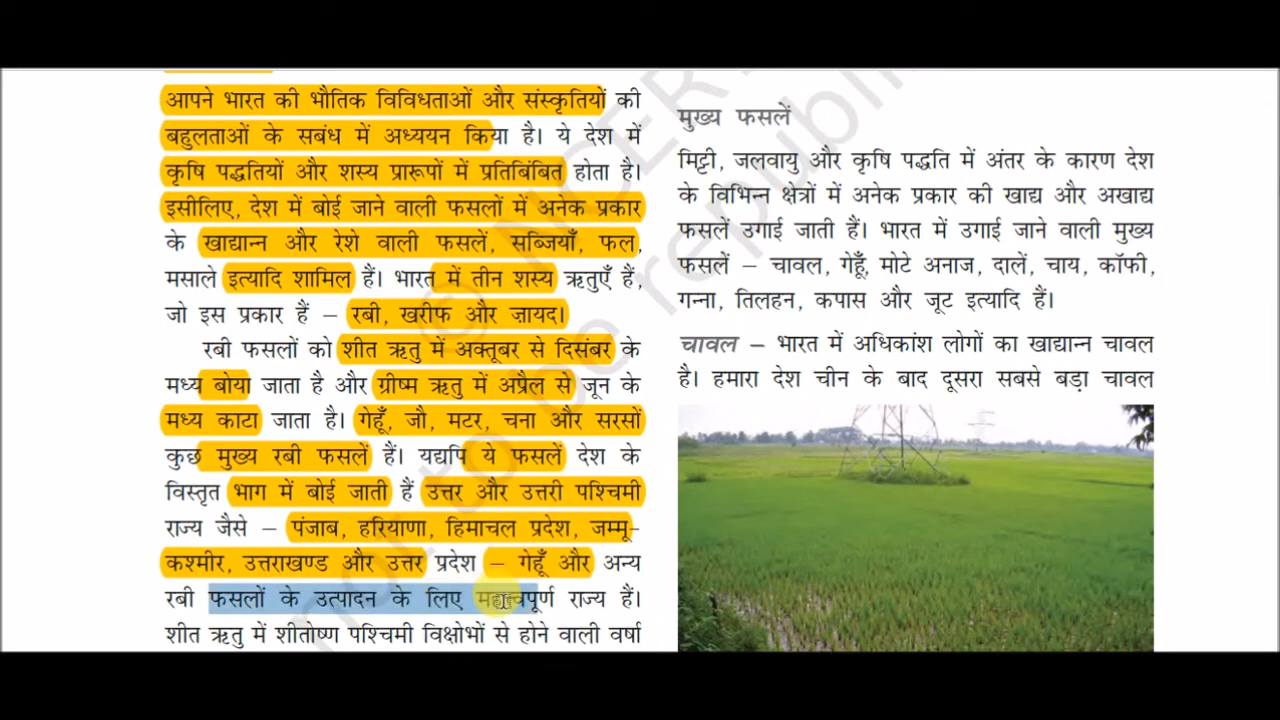 आपने भारत की भौतिक विविधताओं और संस्कृतियों की
बहुलताओं के सबंध में अध्ययन किया है। ये देश में
कृषि पद्धतियों और शस्य प्रारूपों में प्रतिबिंबित होता है।
इसीलिए, देश में बोई जाने वाली फसलों में अनेक प्रकार
के खाद्यान्न और रेशे वाली फसलें, सब्जियाँ, फल,
मसाले इत्यादि शामिल हैं। भारत में तीन शस्य ऋतुएँ हैं,
जो इस प्रकार हैं – रबी, खरीफ और ज़ायद।
रबी फसलों को शीत ऋतु में अक्तूबर से दिसंबर के
मध्य बोया जाता है और ग्रीष्म ऋतु में अप्रैल से जून के
मध्य काटा जाता है। गेहूँ, जौ, मटर, चना और सरसों
कुछ मुख्य रबी फसलें हैं। यद्यपि ये फसलें देश के
विस्तृत भाग में बोई जाती हैं उत्तर और उत्तरी पश्चिमी
राज्य जैसे – पंजाब, हरियाणा, हिमाचल प्रदेश, जम्मू-
कश्मीर, उत्तराखण्ड और उत्तर प्रदेश – गेहूँ और अन्य
रबी फसलों के उत्पादन के लिए महत्त्वपूर्ण राज्य हैं।
शीत ऋतु में शीतोष्ण पश्चिमी विक्षोभों से होने वाली वर्षा
मुख्य फसलें
मिट्टी, जलवायु और कृषि पद्धति में अंतर के कारण देश
के विभिन्न क्षेत्रों में अनेक प्रकार की खाद्य और अखाद्य
फसलें उगाई जाती हैं। भारत में उगाई जाने वाली मुख्य
फसलें – चावल, गेहूँ, मोटे अनाज, दालें, चाय, कॉफी,
गन्ना, तिलहन, कपास और जूट इत्यादि हैं।
चावल – भारत में अधिकांश लोगों का खाद्यान्न चावल
है। हमारा देश चीन के बाद दूसरा सबसे बड़ा चावल
© NCER
not to be republi